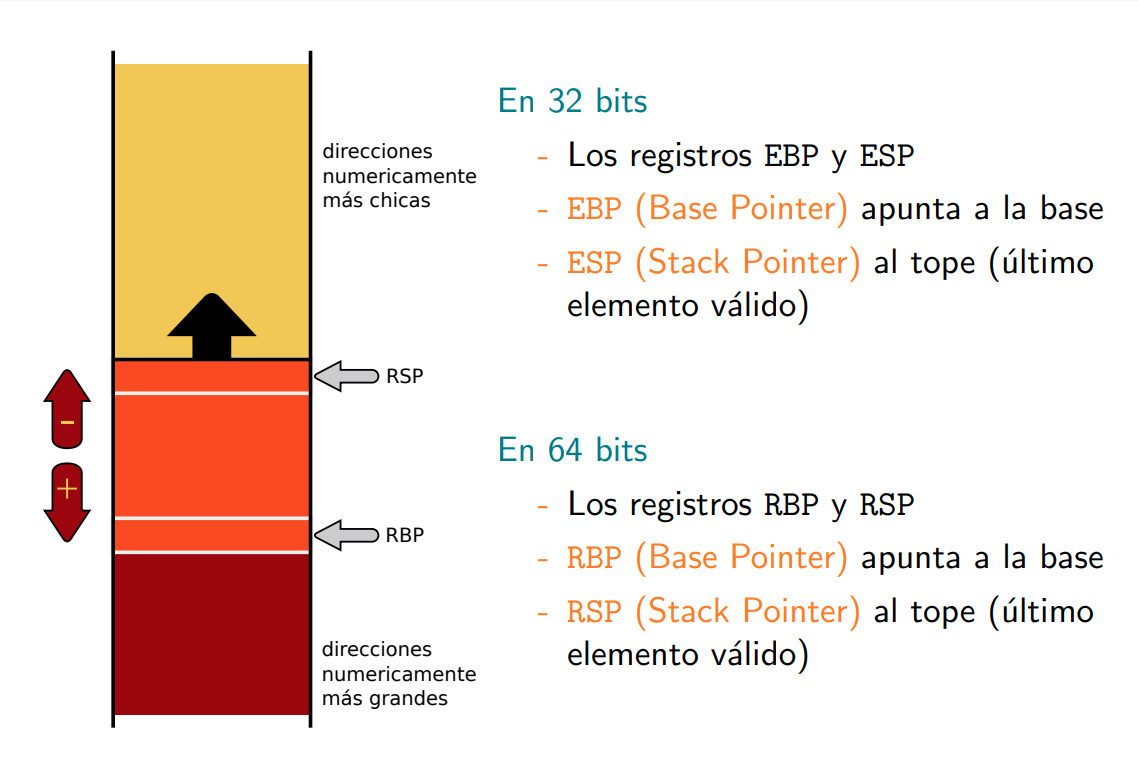 direcciones
numericamente
más chicas
RSP
-
+
RBP
direcciones
numericamente
más grandes
En 32 bits
- Los registros EBP y ESP
- EBP (Base Pointer) apunta a la base
- ESP (Stack Pointer) al tope (último
elemento válido)
En 64 bits
- Los registros RBP y RSP
- RBP (Base Pointer) apunta a la base
- RSP (Stack Pointer) al tope (último
elemento válido)